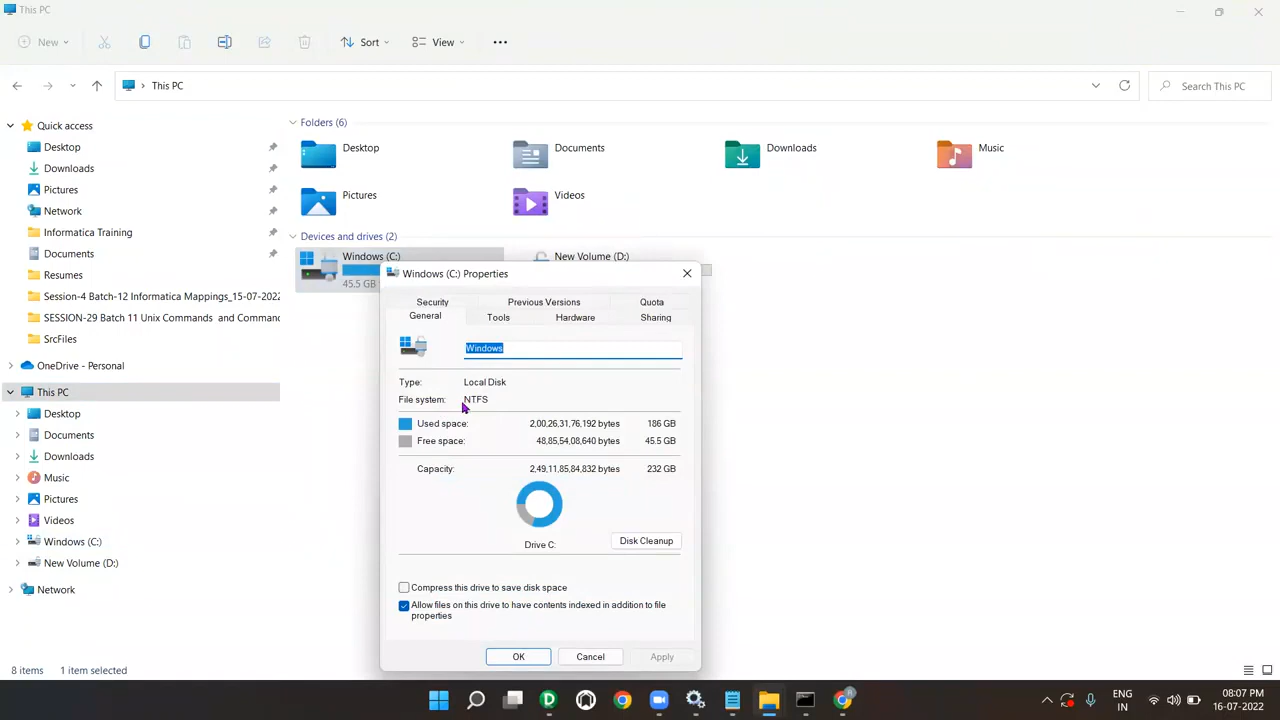 This PC
New
Sort
View
This PC
Search This PC
Quick access
Desktop
Downloads
Pictures
Network
Informatica Training
Documents
Resumes
Session-4 Batch-12 Informatica Mappings_15-07-2022
SESSION-29 Batch 11 Unix Commands and Command
SrcFiles
OneDrive - Personal
This PC
Desktop
Documents
Downloads
Music
Pictures
Videos
Windows (C:)
New Volume (D:)
Network
Folders (6)
Desktop
Documents
Downloads
Music
Pictures
Videos
Devices and drives (2)
Windows (C:)
45.5 GB
New Volume (D:)
Windows (C:) Properties
Security
Previous Versions
Quota
General
Tools
Hardware
Sharing
Windows
Type: Local Disk
File system: NTFS
Used space: 2,00,26,31,76,192 bytes 186 GB
Free space: 48,85,54,08,640 bytes 45.5 GB
Capacity: 2,49,11,85,84,832 bytes 232 GB
Drive C:
Disk Cleanup
Compress this drive to save disk space
Allow files on this drive to have contents indexed in addition to file
properties
OK
Cancel
Apply
8 items
1 item selected
ENG
IN
08:07 PM
16-07-2022